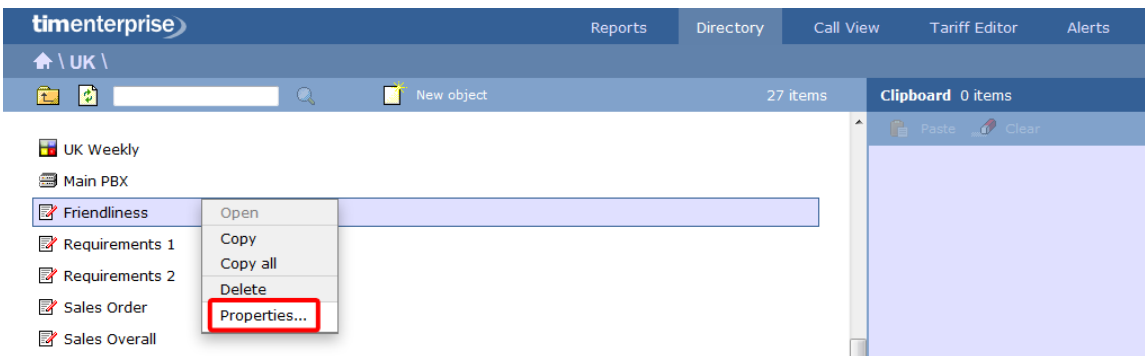 timenterprise
Reports Directory Call View Tariff Editor Alerts
\ UK \
New object 27 items Clipboard 0 items
Paste Clear
UK Weekly
Main PBX
Friendliness
Open
Requirements 1
Copy
Copy all
Requirements 2
Delete
Sales Order
Properties...
Sales Overall